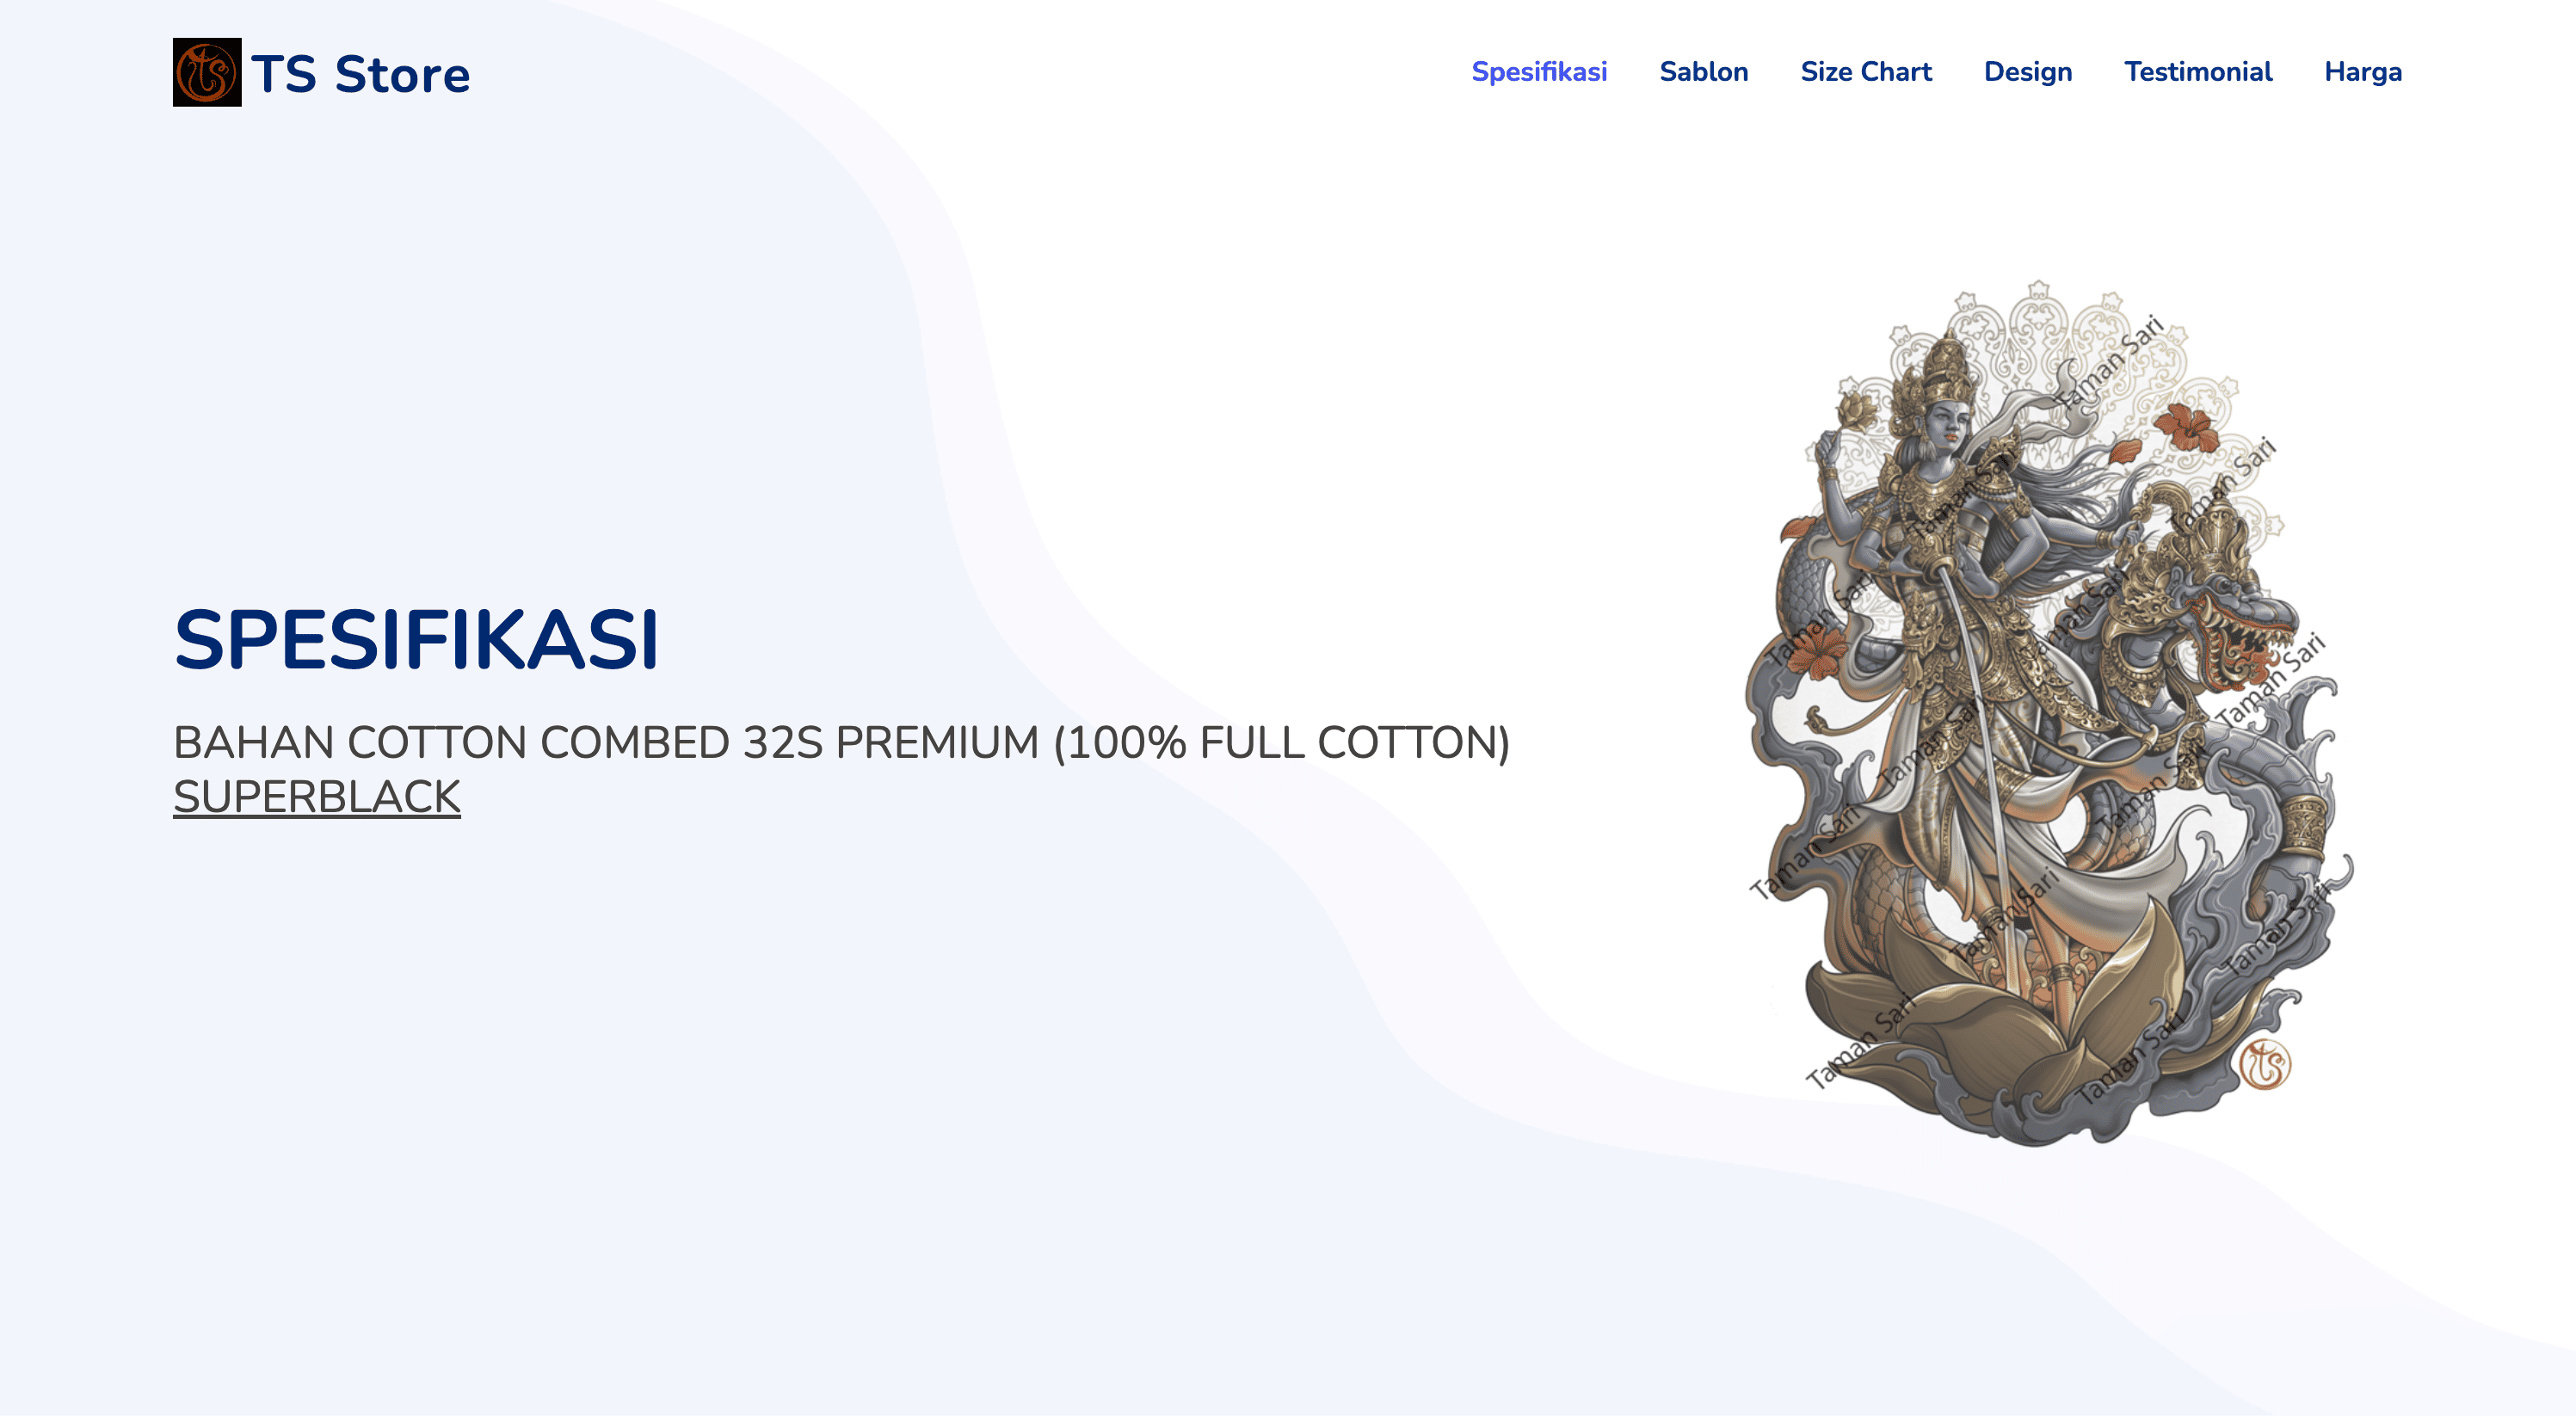 TS Store
Spesifikasi
Sablon
Size Chart
Design
Testimonial
Harga
SPESIFIKASI
BAHAN COTTON COMBED 32S PREMIUM (100% FULL COTTON)
SUPERBLACK
Taman Sari
Taman Sari
Taman Sari
Taman Sari
Taman Sari
Taman Sari
Taman Sari
Taman Sari
Taman Sari
Taman Sari
Taman Sari
Taman Sari
Taman Sari
ts